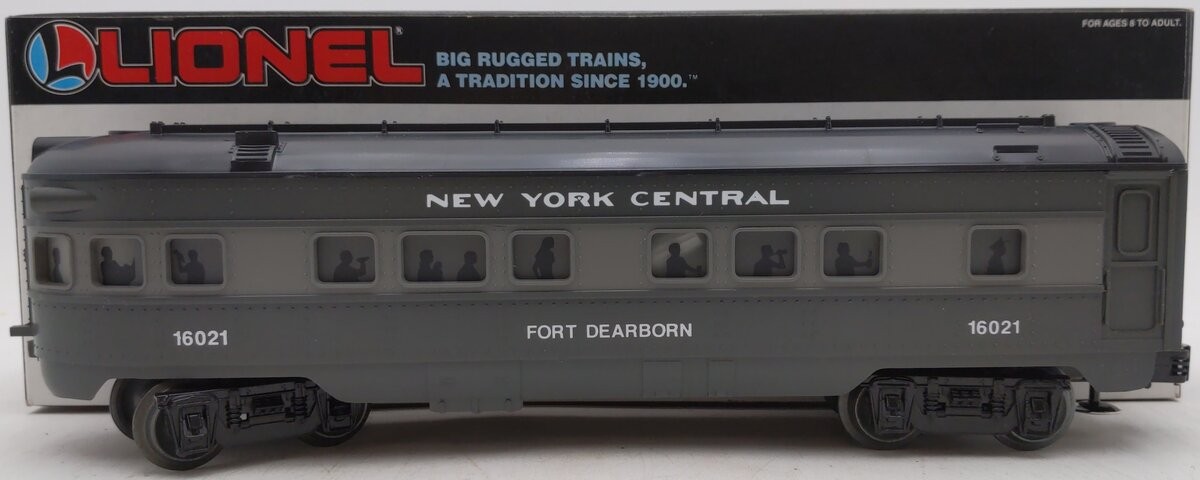 LIONEL®
BIG RUGGED TRAINS,
A TRADITION SINCE 1900.™
FOR AGES 8 TO ADULT.
NEW YORK CENTRAL
16021
FORT DEARBORN
16021